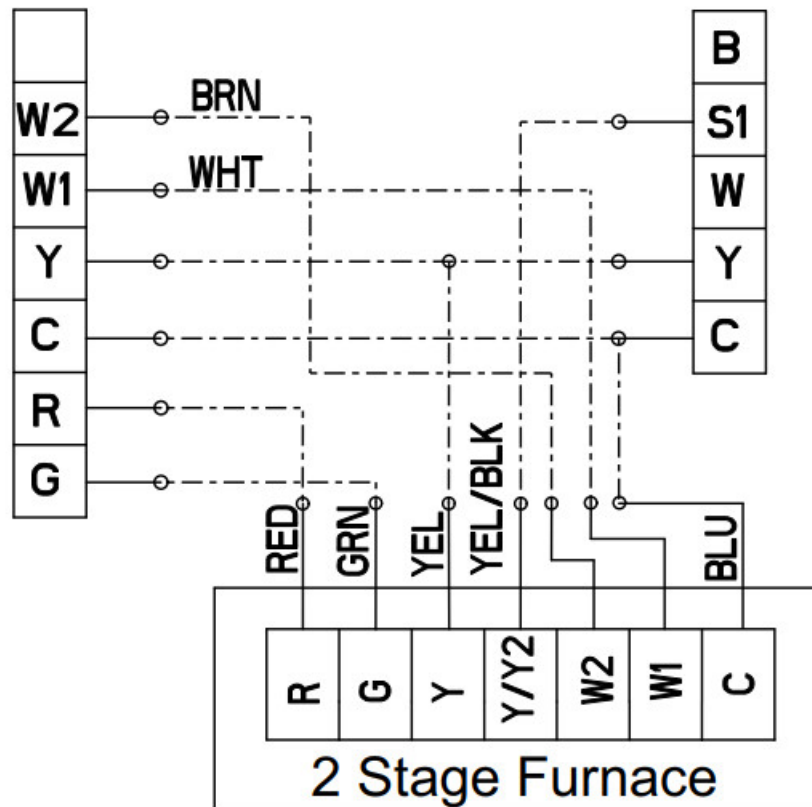 W2
W1
Y
C
R
G
BRN
WHT
B
S1
W
Y
C
RED
GRN
YEL
YEL/BLK
BLU
R
G
Y
Y/Y2
W2
W1
C
2 Stage Furnace